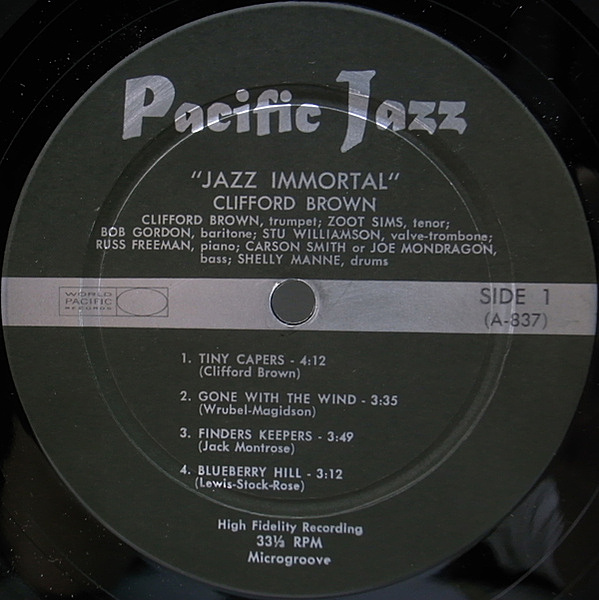 Pacific Jazz
"JAZZ IMMORTAL"
CLIFFORD BROWN
CLIFFORD BROWN, trumpet; ZOOT SIMS, tenor;
BOB GORDON, baritone; STU WILLIAMSON, valve-trombone;
RUSS FREEMAN, piano; CARSON SMITH or JOE MONDRAGON,
bass; SHELLY MANNE, drums
WORLD
PACIFIC
RECORDS
SIDE 1
(A-837)
1. TINY CAPERS - 4:12
(Clifford Brown)
2. GONE WITH THE WIND - 3:35
(Wrubel-Magidson)
3. FINDERS KEEPERS - 3:49
(Jack Montrose)
4. BLUEBERRY HILL - 3:12
(Lewis-Stock-Rose)
High Fidelity Recording
33⅓ RPM
Microgroove